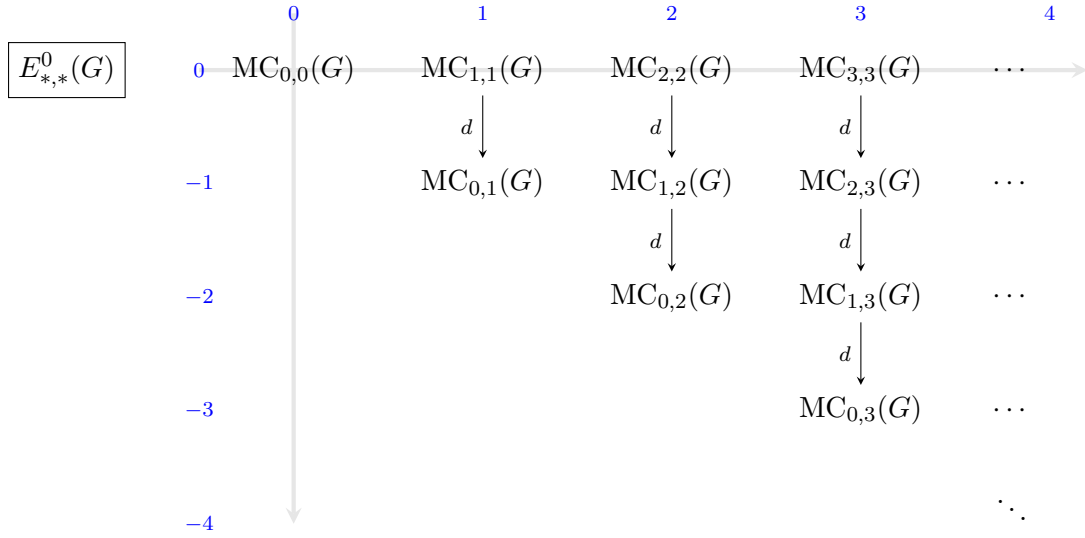 0 1 2 3 4
E^0_{*,*}(G) 0 MC_{0,0}(G) MC_{1,1}(G) MC_{2,2}(G) MC_{3,3}(G) ⋯
d d d
−1 MC_{0,1}(G) MC_{1,2}(G) MC_{2,3}(G) ⋯
d d
−2 MC_{0,2}(G) MC_{1,3}(G) ⋯
d
−3 MC_{0,3}(G) ⋯
−4 ⋱